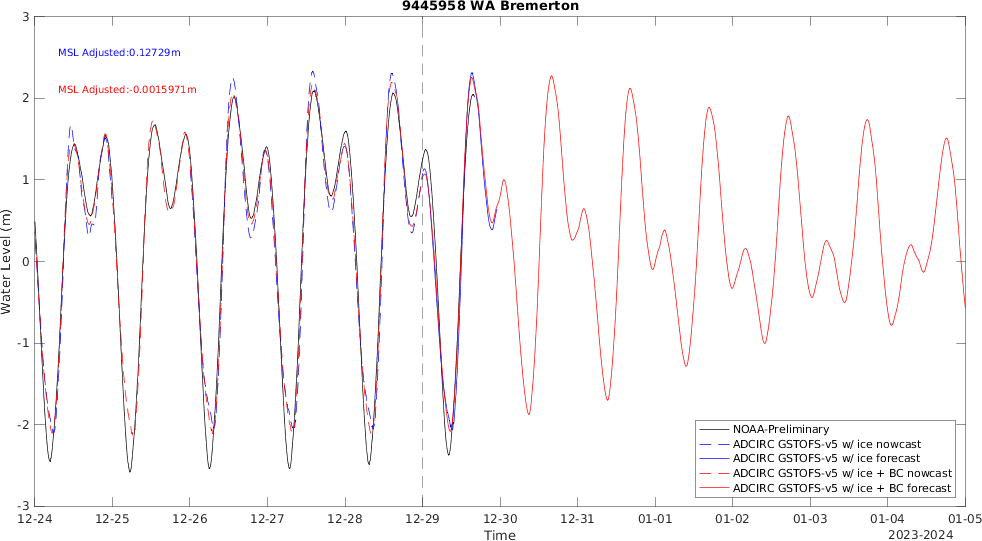 9445958 WA Bremerton
MSL Adjusted:0.12729m
MSL Adjusted:-0.0015971m
Water Level (m)
3
2
1
0
-1
-2
-3
NOAA-Preliminary
ADCIRC GSTOFS-v5 w/ ice nowcast
ADCIRC GSTOFS-v5 w/ ice forecast
ADCIRC GSTOFS-v5 w/ ice + BC nowcast
ADCIRC GSTOFS-v5 w/ ice + BC forecast
12-24 12-25 12-26 12-27 12-28 12-29 12-30 12-31 01-01 01-02 01-03 01-04 01-05
Time
2023-2024